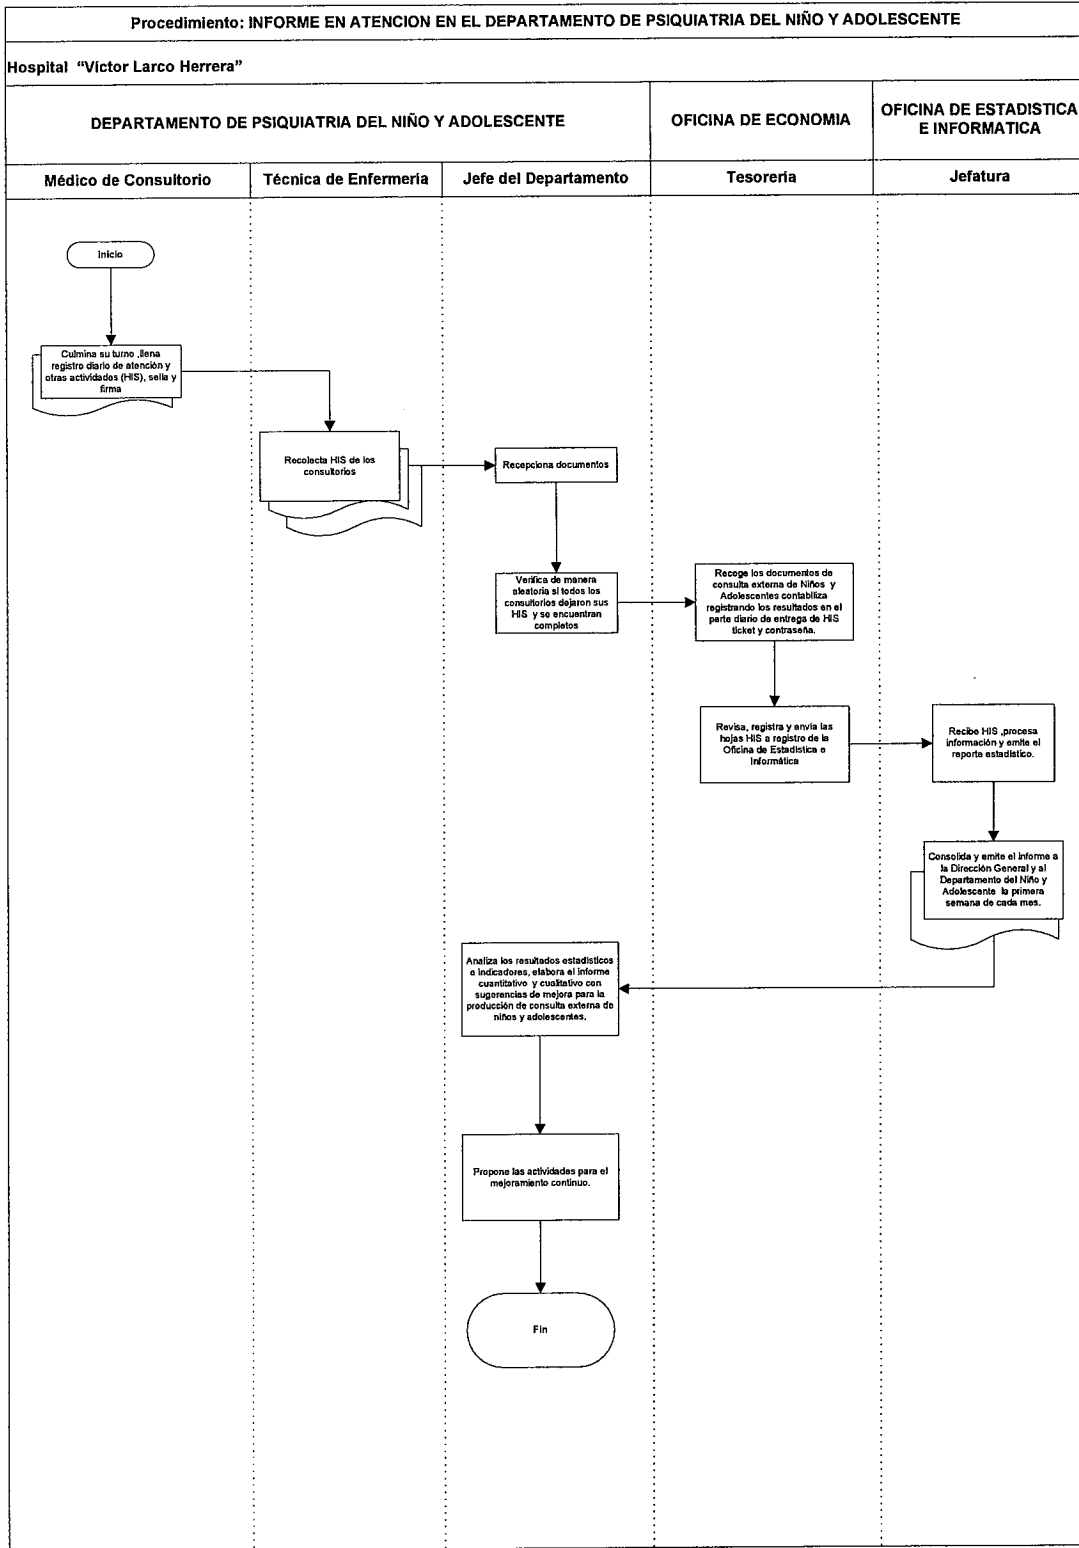 Procedimiento: INFORME EN ATENCION EN EL DEPARTAMENTO DE PSIQUIATRIA DEL NIÑO Y ADOLESCENTE
Hospital "Víctor Larco Herrera"
DEPARTAMENTO DE PSIQUIATRIA DEL NIÑO Y ADOLESCENTE
OFICINA DE ECONOMIA
OFICINA DE ESTADISTICA
E INFORMATICA
Médico de Consultorio
Técnica de Enfermería
Jefe del Departamento
Tesorería
Jefatura
Inicio
Culmina su turno ,llena
registro diario de atención y
otras actividades (HIS), sella y
firma
Recolecta HIS de los
consultorios
Recepciona documentos
Verifica de manera
aleatoria si todos los
consultorios dejaron sus
HIS y se encuentran
completos
Recoge los documentos de
consulta externa de Niños y
Adolescentes contabiliza
registrando los resultados en el
parte diario de entrega de HIS
ticket y contraseña.
Revisa, registra y envía las
hojas HIS a registro de la
Oficina de Estadística e
Informática
Recibe HIS ,procesa
información y emite el
reporte estadístico.
Consolida y emite el informe a
la Dirección General y al
Departamento del Niño y
Adolescente la primera
semana de cada mes.
Analiza los resultados estadísticos
e indicadores, elabora el informe
cuantitativo y cualitativo con
sugerencias de mejora para la
producción de consulta externa de
niños y adolescentes.
Propone las actividades para el
mejoramiento continuo.
Fin